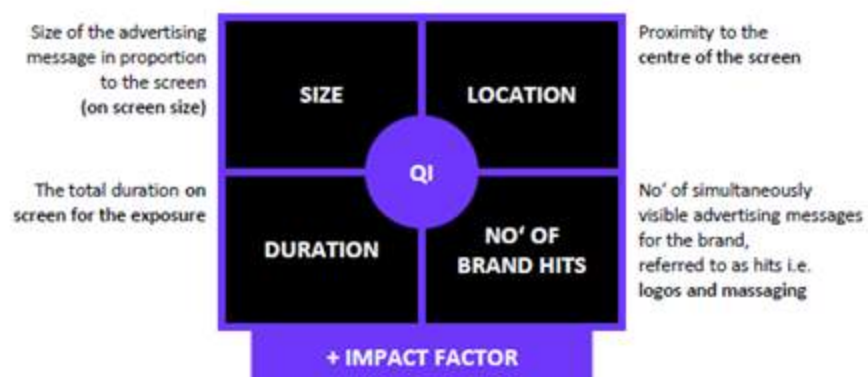 Size of the advertising
message in proportion
to the screen
(on screen size)
SIZE
LOCATION
Proximity to the
centre of the screen
QI
The total duration on
screen for the exposure
DURATION
NO' OF
BRAND HITS
No' of simultaneously
visible advertising messages
for the brand,
referred to as hits i.e.
logos and massaging
+ IMPACT FACTOR